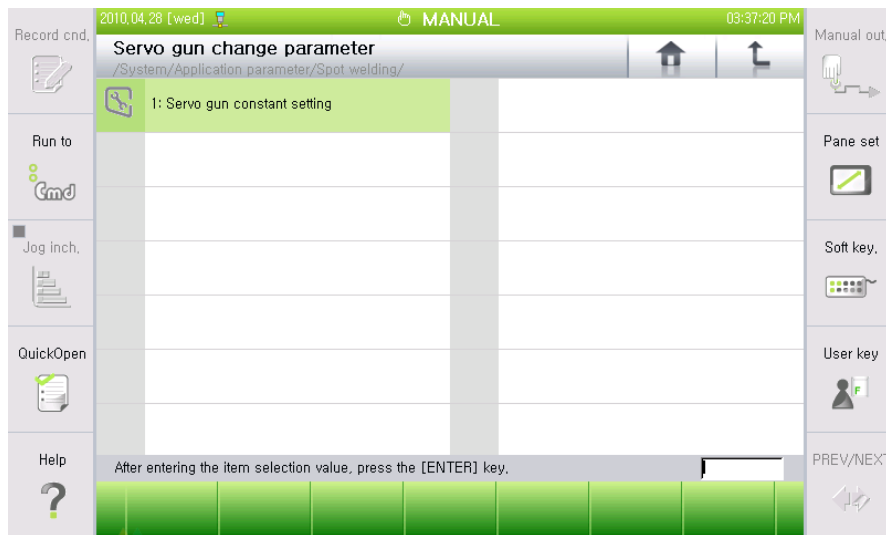 2010,04,28 [wed] MANUAL 03:37:20 PM
Servo gun change parameter
/System/Application parameter/Spot welding/
1: Servo gun constant setting
After entering the item selection value, press the [ENTER] key,
Record cnd,
Run to
Cmd
Jog inch,
QuickOpen
Help
?
Manual out,
Pane set
Soft key,
User key
F
PREV/NEXT